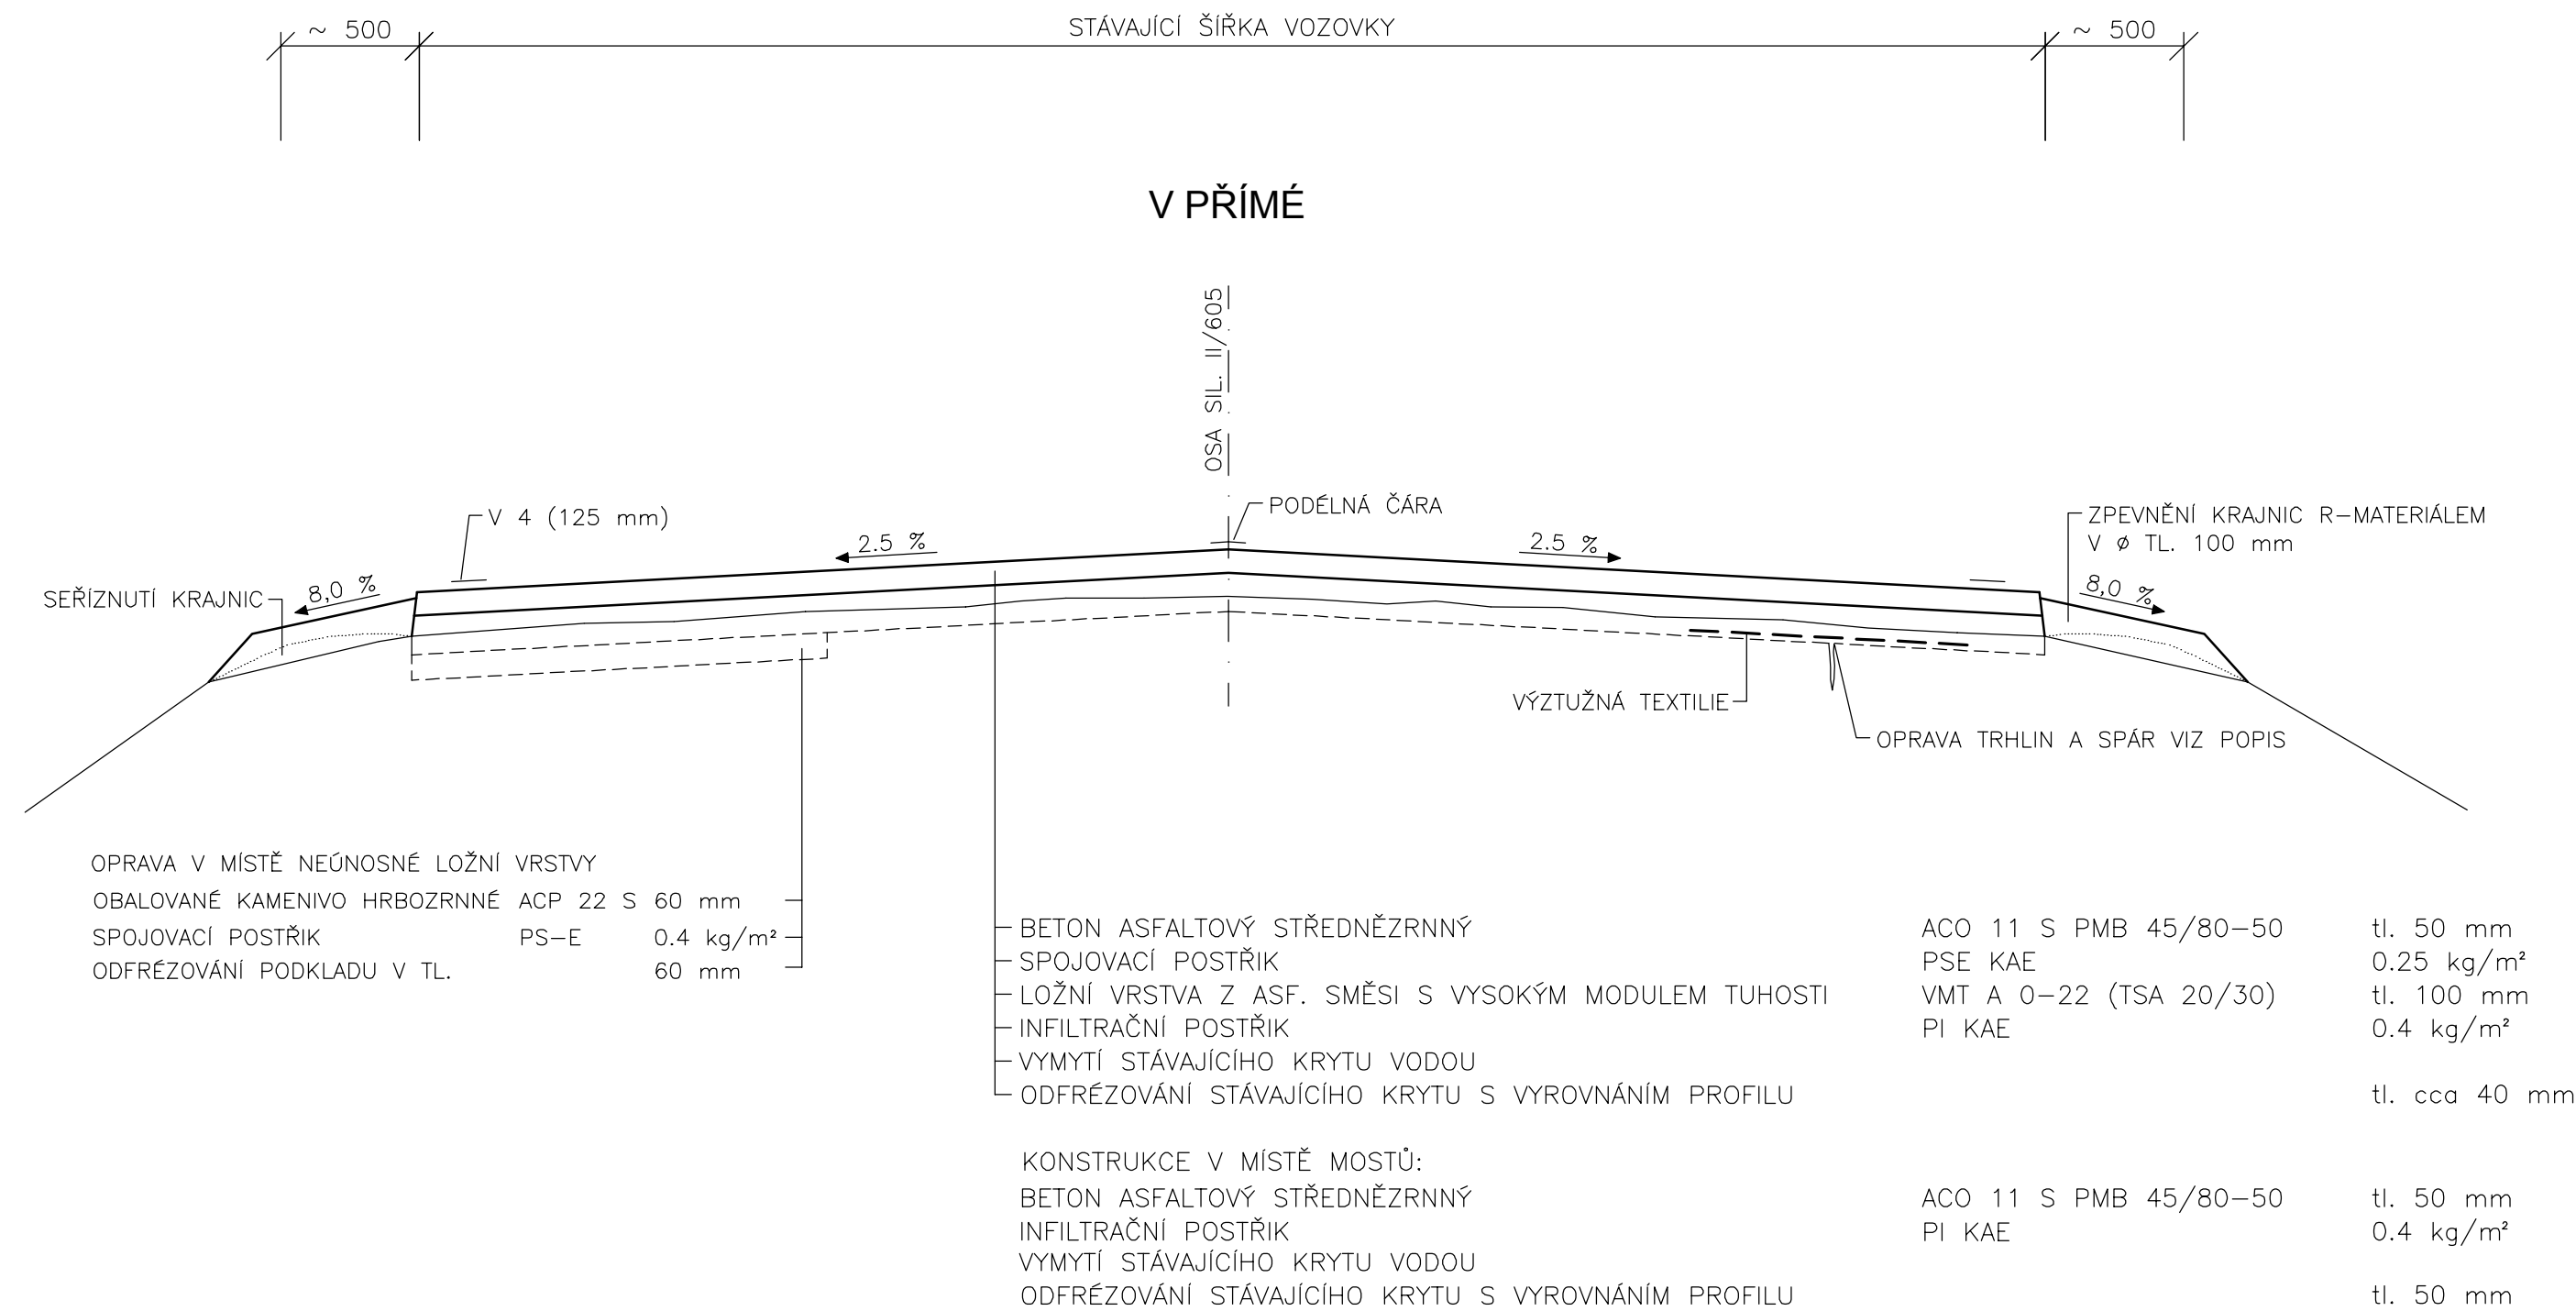 ~ 500
STÁVAJÍCÍ ŠÍŘKA VOZOVKY
~ 500
V PŘÍMÉ
OSA SIL. II/605
PODÉLNÁ ČÁRA
V 4 (125 mm)
ZPEVNĚNÍ KRAJNIC R-MATERIÁLEM
V Ø TL. 100 mm
2.5 %
2.5 %
SEŘÍZNUTÍ KRAJNIC
8,0 %
8,0 %
VÝZTUŽNÁ TEXTILIE
OPRAVA TRHLIN A SPÁR VIZ POPIS
OPRAVA V MÍSTĚ NEÚNOSNÉ LOŽNÍ VRSTVY
OBALOVANÉ KAMENIVO HRBOZRNNÉ ACP 22 S 60 mm
SPOJOVACÍ POSTŘIK PS-E 0.4 kg/m²
ODFRÉZOVÁNÍ PODKLADU V TL. 60 mm
BETON ASFALTOVÝ STŘEDNĚZRNNÝ ACO 11 S PMB 45/80-50 tl. 50 mm
SPOJOVACÍ POSTŘIK PSE KAE 0.25 kg/m²
LOŽNÍ VRSTVA Z ASF. SMĚSI S VYSOKÝM MODULEM TUHOSTI VMT A 0-22 (TSA 20/30) tl. 100 mm
INFILTRAČNÍ POSTŘIK PI KAE 0.4 kg/m²
VYMYTÍ STÁVAJÍCÍHO KRYTU VODOU
ODFRÉZOVÁNÍ STÁVAJÍCÍHO KRYTU S VYROVNÁNÍM PROFILU tl. cca 40 mm
KONSTRUKCE V MÍSTĚ MOSTŮ:
BETON ASFALTOVÝ STŘEDNĚZRNNÝ ACO 11 S PMB 45/80-50 tl. 50 mm
INFILTRAČNÍ POSTŘIK PI KAE 0.4 kg/m²
VYMYTÍ STÁVAJÍCÍHO KRYTU VODOU
ODFRÉZOVÁNÍ STÁVAJÍCÍHO KRYTU S VYROVNÁNÍM PROFILU tl. 50 mm